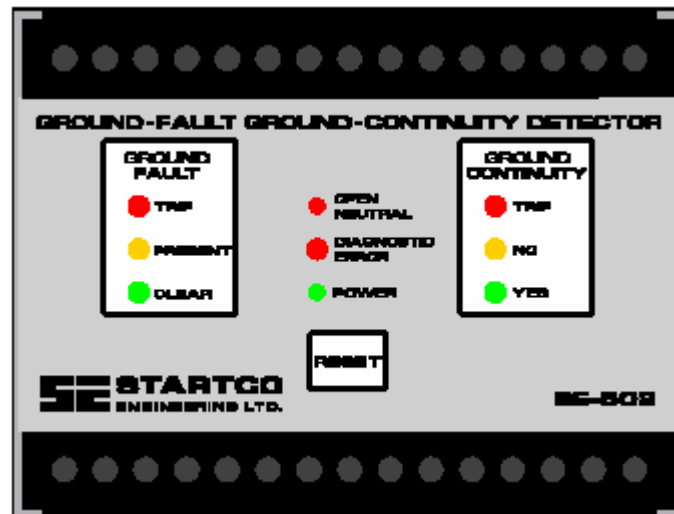 GROUND-FAULT GROUND-CONTINUITY DETECTOR
GROUND
FAULT
TRIP
PRESENT
CLEAR
OPEN
NEUTRAL
DIAGNOSTIC
ERROR
POWER
GROUND
CONTINUITY
TRIP
NO
YES
RESET
SE STARTCO
ENGINEERING LTD.